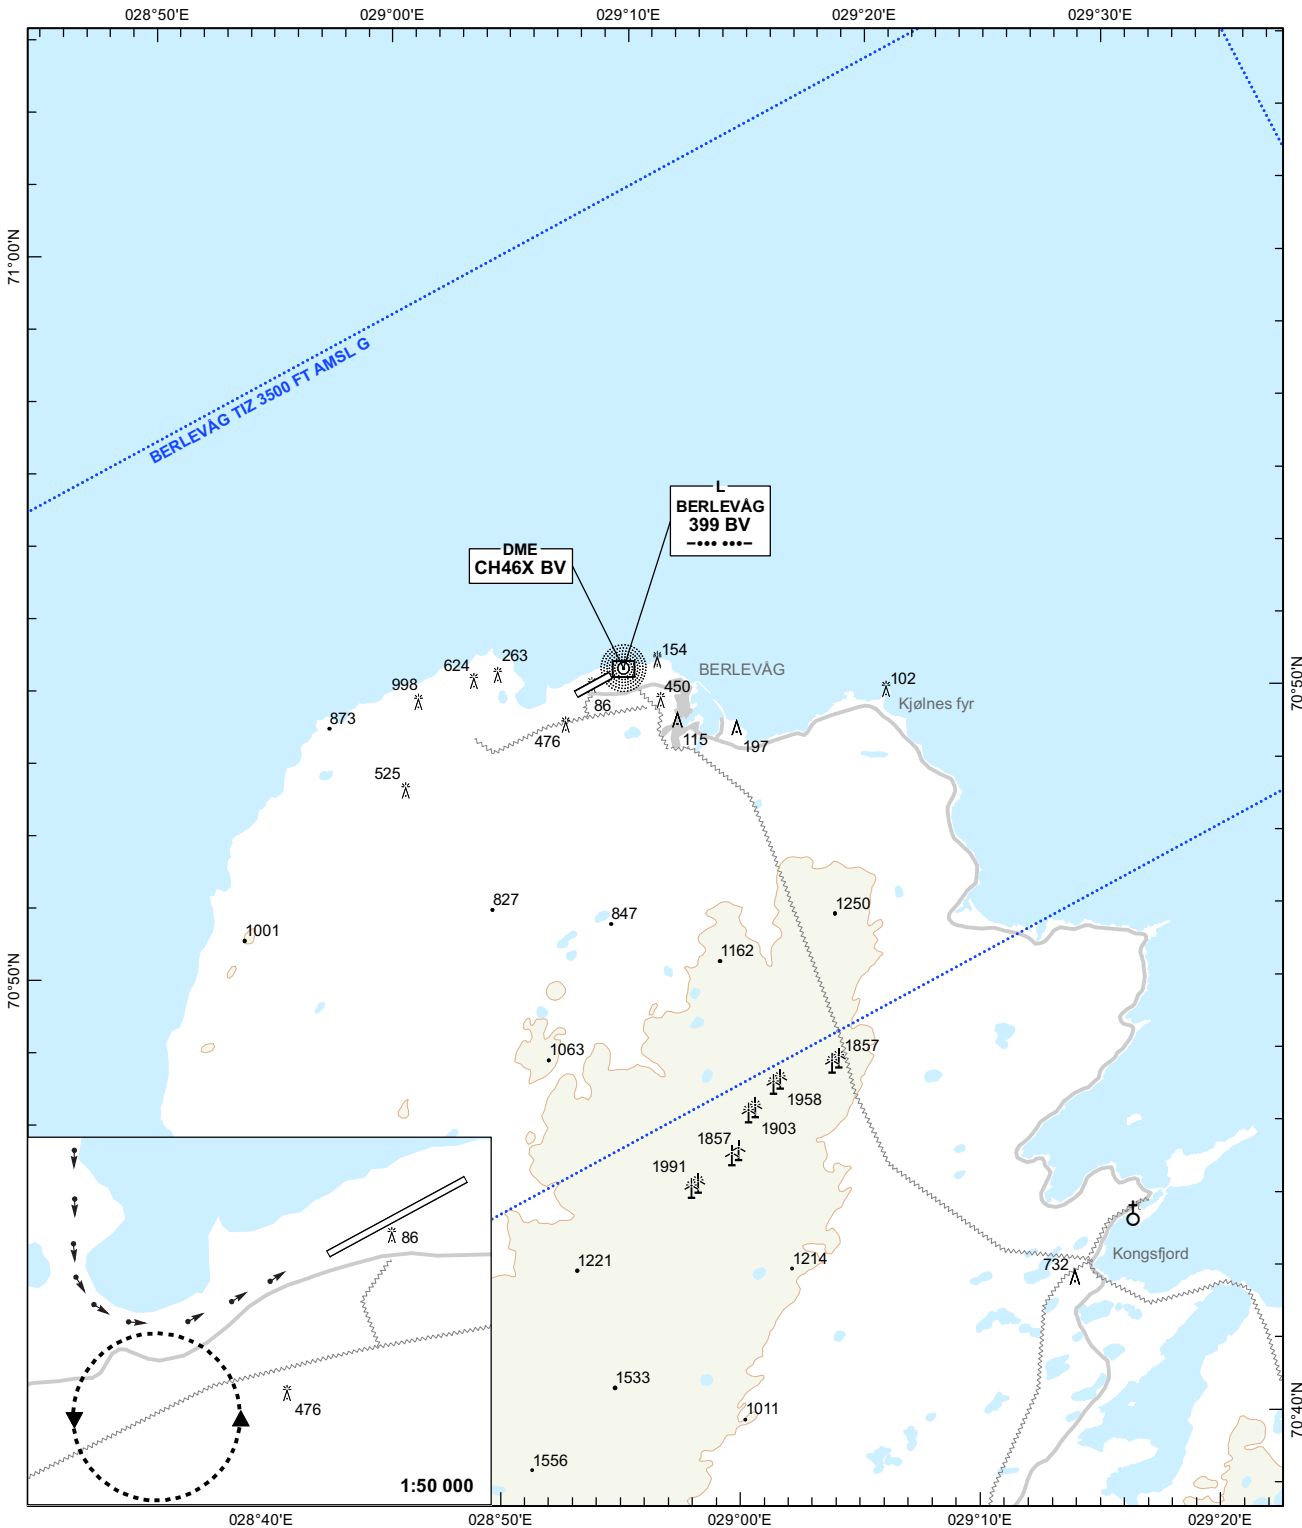 028°50'E 029°00'E 029°10'E 029°20'E 029°30'E
71°00'N
BERLEVÅG TIZ 3500 FT AMSL G
L
BERLEVÅG
399 BV
DME
CH46X BV
154
BERLEVÅG
263
624
998
450
86
102
Kjølnes fyr
70°50'N
873
476
115
197
525
827
847
1250
1001
1162
70°50'N
1063
1857
1958
1903
1857
1991
86
1221
1214
732
Kongsfjord
1533
476
1011
70°40'N
1556
1:50 000
028°40'E 028°50'E 029°00'E 029°10'E 029°20'E